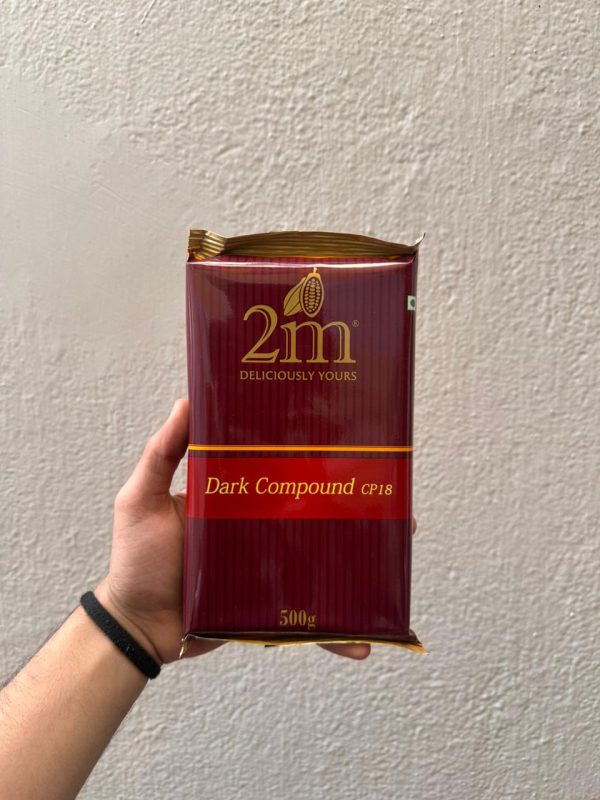 2m®
DELICIOUSLY YOURS
Dark Compound CP18
500g